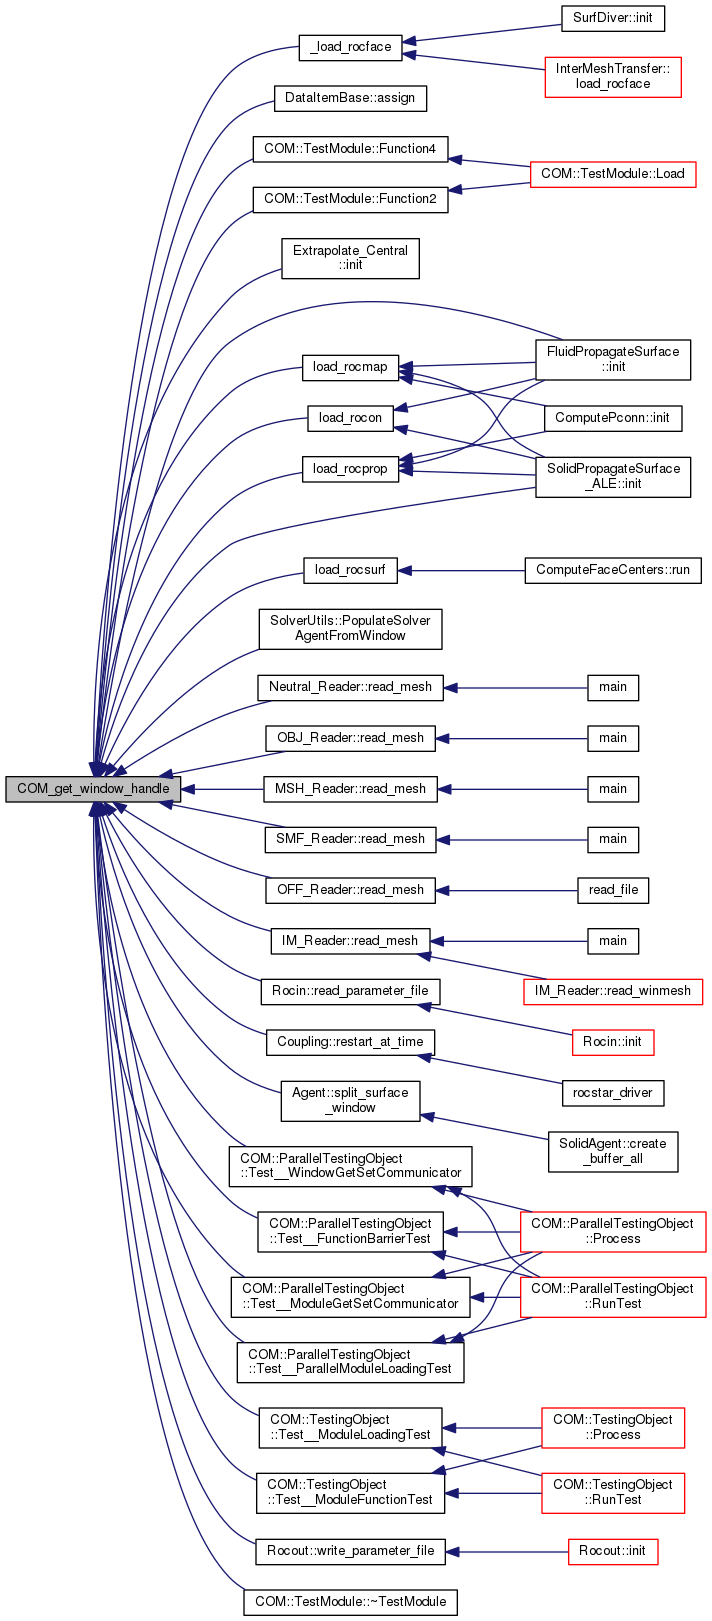 SurfDiver::init
_load_rocface
InterMeshTransfer::
load_rocface
DataItemBase::assign
COM::TestModule::Function4
COM::TestModule::Load
COM::TestModule::Function2
Extrapolate_Central
::init
FluidPropagateSurface
::init
load_rocmap
load_rocon
ComputePconn::init
load_rocprop
SolidPropagateSurface
_ALE::init
load_rocsurf
ComputeFaceCenters::run
SolverUtils::PopulateSolver
AgentFromWindow
Neutral_Reader::read_mesh
main
OBJ_Reader::read_mesh
main
COM_get_window_handle
MSH_Reader::read_mesh
main
SMF_Reader::read_mesh
main
OFF_Reader::read_mesh
read_file
IM_Reader::read_mesh
main
Rocin::read_parameter_file
IM_Reader::read_winmesh
Coupling::restart_at_time
Rocin::init
Agent::split_surface
_window
rocstar_driver
SolidAgent::create
_buffer_all
COM::ParallelTestingObject
::Test__WindowGetSetCommunicator
COM::ParallelTestingObject
::Test__FunctionBarrierTest
COM::ParallelTestingObject
::Process
COM::ParallelTestingObject
::Test__ModuleGetSetCommunicator
COM::ParallelTestingObject
::RunTest
COM::ParallelTestingObject
::Test__ParallelModuleLoadingTest
COM::TestingObject
::Test__ModuleLoadingTest
COM::TestingObject
::Process
COM::TestingObject
::Test__ModuleFunctionTest
COM::TestingObject
::RunTest
Rocout::write_parameter_file
Rocout::init
COM::TestModule::~TestModule